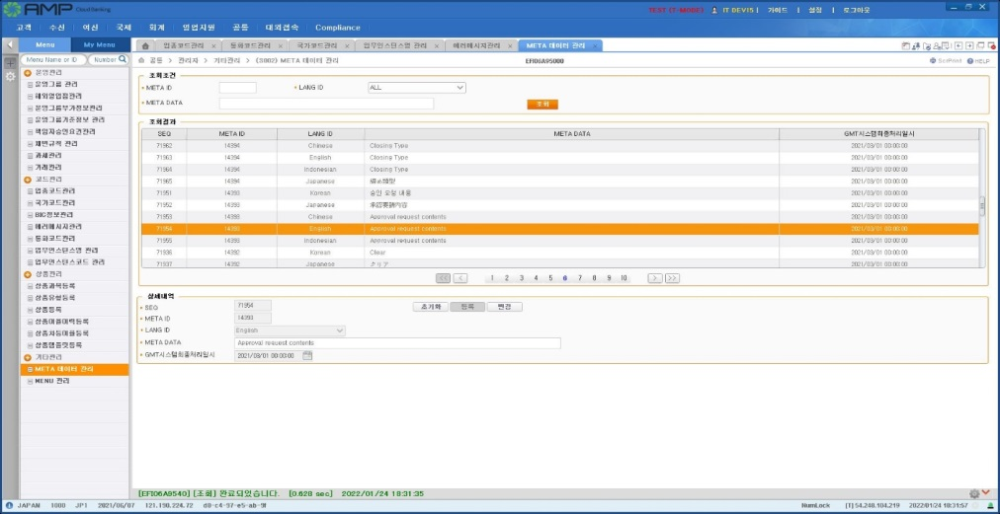 AMP Cloud Banking
TEST (T-MODE) IT DEV15 | 가이드 | 설정 | 로그아웃
고객 수신 여신 국제 회계 영업지원 공통 대외접속 Compliance
Menu My Menu
업종코드관리 × 통화코드관리 × 국가코드관리 × 업무인스턴스명 관리 × 에러메시지관리 × META 데이터 관리 ×
Menu Name or ID Number
공통 > 관리자 > 기타관리 > (3802) META 데이터 관리 EFI06A95000 ScrPrint HELP
운영관리
운영그룹 관리
해외영업점관리
운영그룹부가정보관리
운영그룹기준정보 관리
책임자승인요건관리
채번규칙 관리
과세관리
거래관리
코드관리
업종코드관리
국가코드관리
BIC정보관리
에러메시지관리
통화코드관리
업무인스턴스명 관리
업무인스턴스코드 관리
상품관리
상품과목등록
상품유형등록
상품등록
상품차등이율등록
상품템플릿등록
기타관리
META 데이터 관리
MENU 관리
조회조건
META ID LANG ID ALL
META DATA 조회
조회결과
SEQ META ID LANG ID META DATA GMT시스템최종처리일시
71962 14394 Chinese Closing Type 2021/03/01 00:00:00
71963 14394 English Closing Type 2021/03/01 00:00:00
71964 14394 Indonesian Closing Type 2021/03/01 00:00:00
71965 14394 Japanese 締め類型 2021/03/01 00:00:00
71951 14393 Korean 승인 요청 내용 2021/03/01 00:00:00
71952 14393 Japanese 承認要請内容 2021/03/01 00:00:00
71953 14393 Chinese Approval request contents 2021/03/01 00:00:00
71954 14393 English Approval request contents 2021/03/01 00:00:00
71955 14393 Indonesian Approval request contents 2021/03/01 00:00:00
71936 14392 Korean Clear 2021/03/01 00:00:00
71937 14392 Japanese クリア 2021/03/01 00:00:00
<< < 1 2 3 4 5 6 7 8 9 10 > >>
상세내역
SEQ 71954 초기화 등록 변경
META ID 14393
LANG ID English
META DATA Approval request contents
GMT시스템최종처리일시 2021/03/01 00:00:00
[EFI06A9540] [조회] 완료되었습니다. [0.628 sec] 2022/01/24 18:31:35
JAPAN 1000 JP1 2021/06/07 121.190.224.72 d0-c4-97-e5-ab-9f NumLock [T] 54.248.104.219 2022/01/24 18:31:57